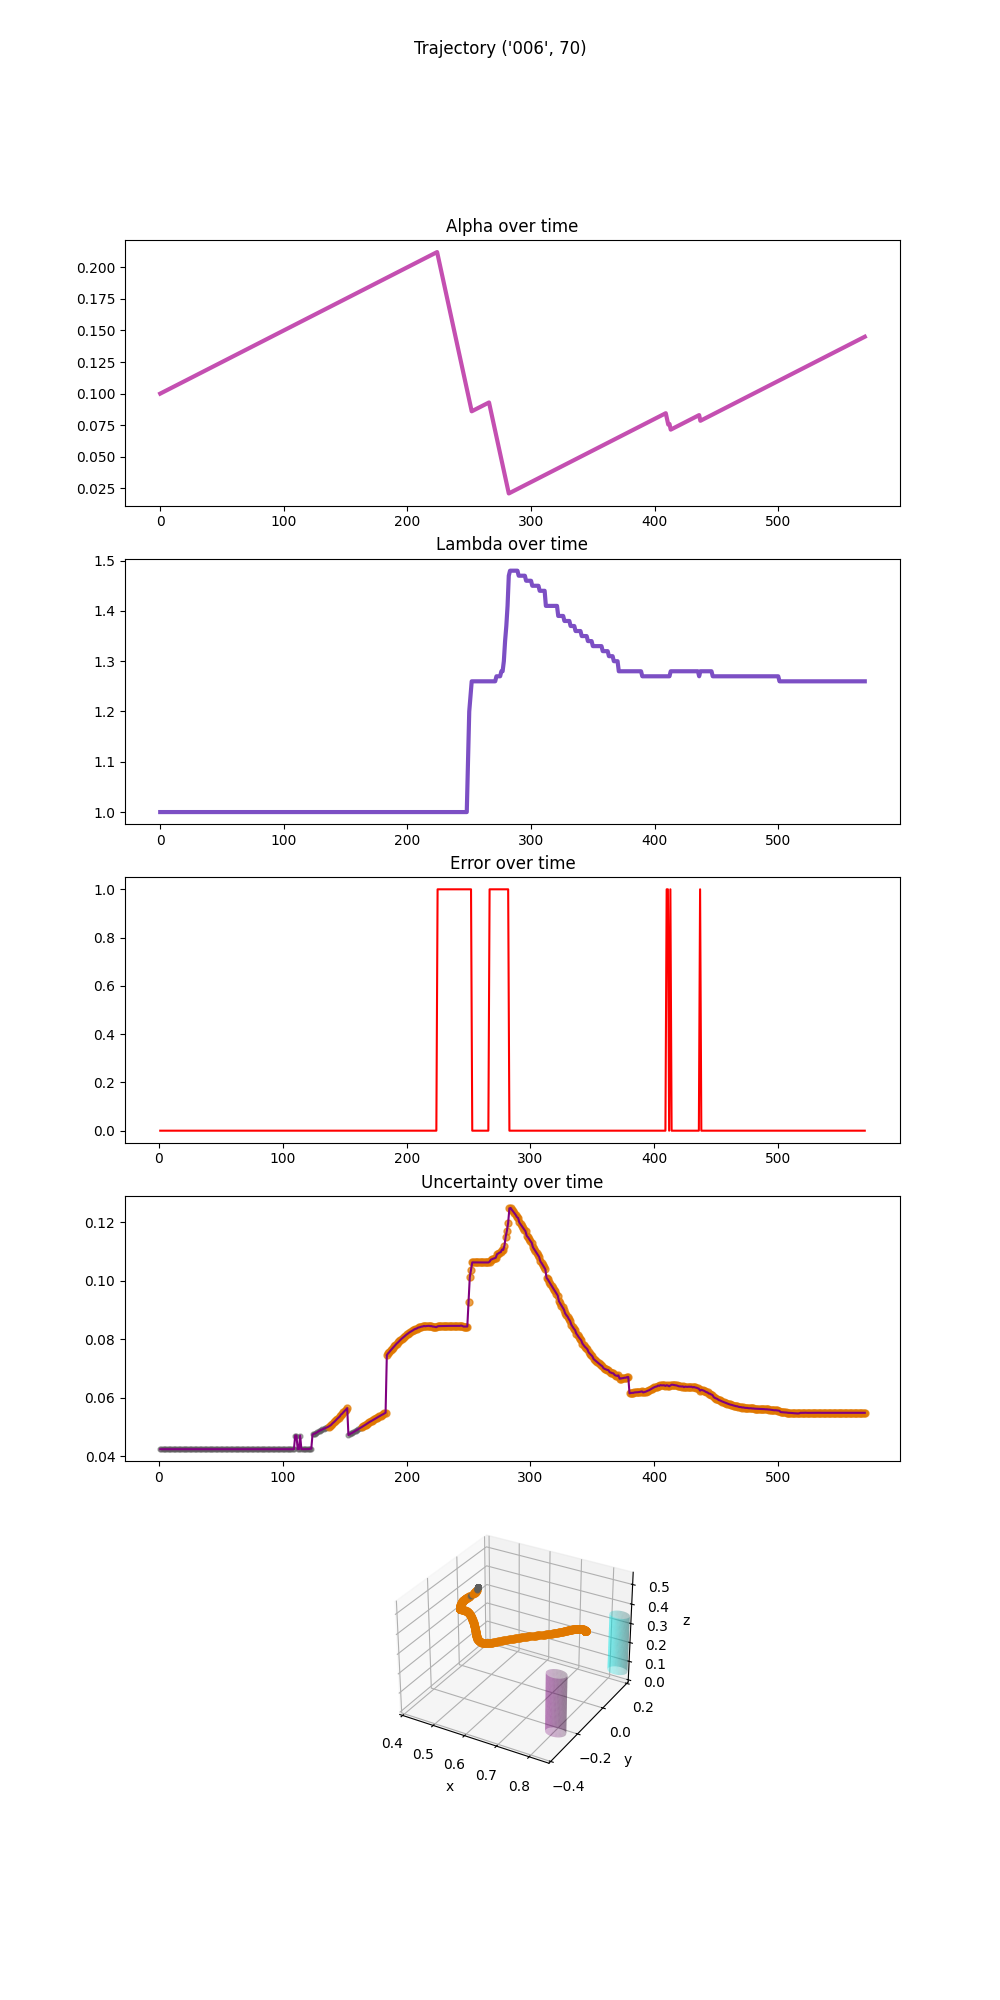 Trajectory ('006', 70)
Alpha over time
0.200
0.175
0.150
0.125
0.100
0.075
0.050
0.025
0 100 200 300 400 500
Lambda over time
1.5
1.4
1.3
1.2
1.1
1.0
0 100 200 300 400 500
Error over time
1.0
0.8
0.6
0.4
0.2
0.0
0 100 200 300 400 500
Uncertainty over time
0.12
0.10
0.08
0.06
0.04
0 100 200 300 400 500
0.5
0.4
0.3
0.2
0.1
0.0
z
0.4 0.5 0.6 0.7 0.8
x
−0.4 −0.2 0.0 0.2
y